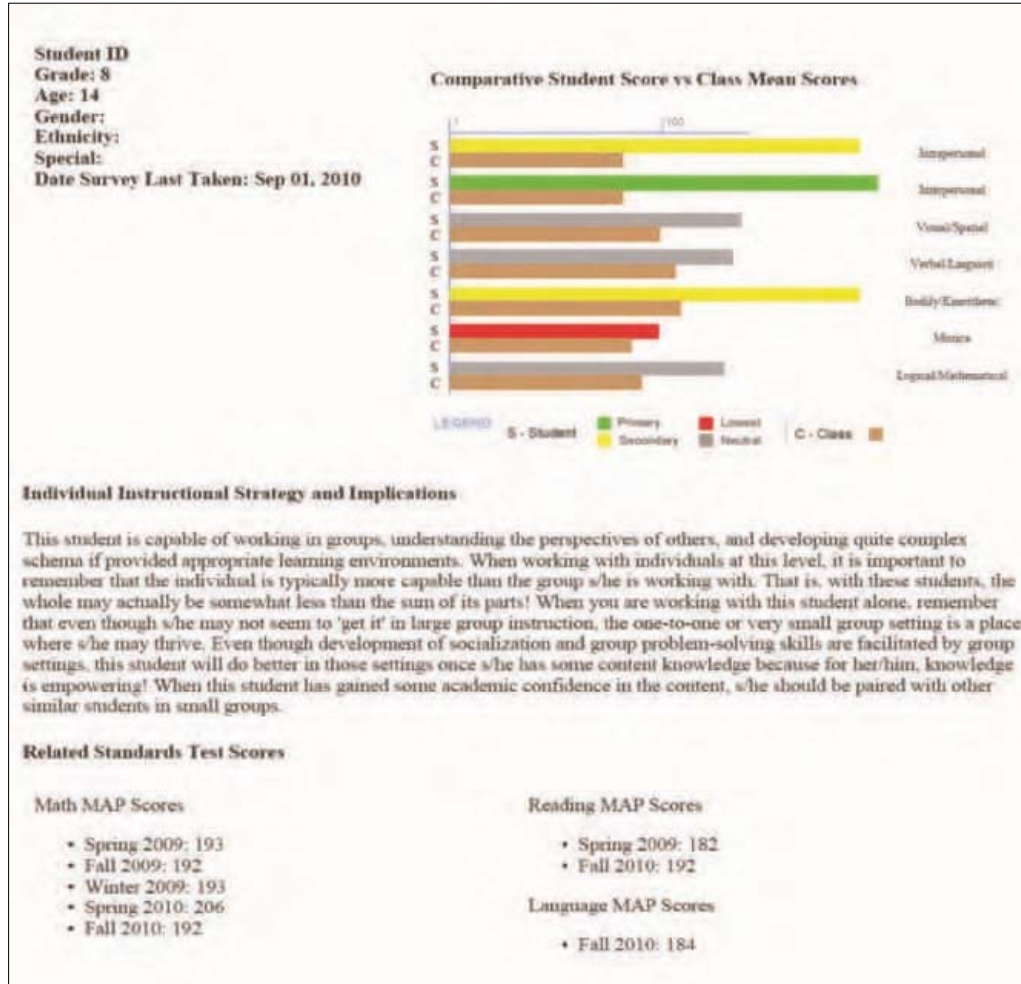 Student ID
Grade: 8
Age: 14
Gender:
Ethnicity:
Special:
Date Survey Last Taken: Sep 01, 2010
Comparative Student Score vs Class Mean Scores
1 100
S
C
S
C
S
C
S
C
S
C
S
C
S
C
Intrapersonal
Visual/Spatial
Verbal/Linguistic
Bodily/Kinesthetic
Musica
Logical/Mathematical
LEGEND S - Student Primary Lowest C - Class
Secondary Neutral
Individual Instructional Strategy and Implications
This student is capable of working in groups, understanding the perspectives of others, and developing quite complex
schema if provided appropriate learning environments. When working with individuals at this level, it is important to
remember that the individual is typically more capable than the group s/he is working with. That is, with these students, the
whole may actually be somewhat less than the sum of its parts! When you are working with this student alone, remember
that even though s/he may not seem to 'get it' in large group instruction, the one-to-one or very small group setting is a place
where s/he may thrive. Even though development of socialization and group problem-solving skills are facilitated by group
settings, this student will do better in those settings once s/he has some content knowledge because for her/him, knowledge
is empowering! When this student has gained some academic confidence in the content, s/he should be paired with other
similar students in small groups.
Related Standards Test Scores
Math MAP Scores
• Spring 2009: 193
• Fall 2009: 192
• Winter 2009: 193
• Spring 2010: 206
• Fall 2010: 192
Reading MAP Scores
• Spring 2009: 182
• Fall 2010: 192
Language MAP Scores
• Fall 2010: 184